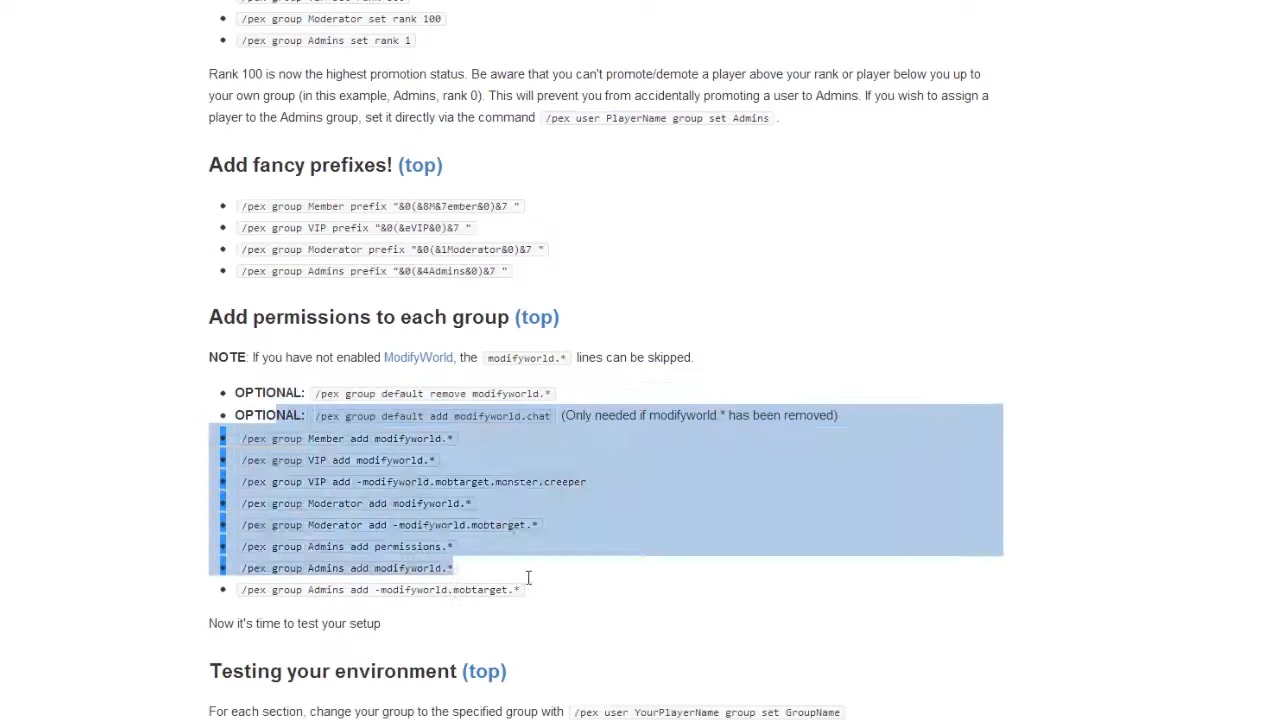 /pex group Moderator set rank 100
/pex group Admins set rank 1
Rank 100 is now the highest promotion status. Be aware that you can't promote/demote a player above your rank or player below you up to
your own group (in this example, Admins, rank 0). This will prevent you from accidentally promoting a user to Admins. If you wish to assign a
player to the Admins group, set it directly via the command /pex user PlayerName group set Admins .
Add fancy prefixes! (top)
/pex group Member prefix "&0(&8M&7ember&0)&7 "
/pex group VIP prefix "&0(&eVIP&0)&7 "
/pex group Moderator prefix "&0(&1Moderator&0)&7 "
/pex group Admins prefix "&0(&4Admins&0)&7 "
Add permissions to each group (top)
NOTE: If you have not enabled ModifyWorld, the modifyworld.* lines can be skipped.
OPTIONAL: /pex group default remove modifyworld.*
OPTIONAL: /pex group default add modifyworld.chat (Only needed if modifyworld.* has been removed)
/pex group Member add modifyworld.*
/pex group VIP add modifyworld.*
/pex group VIP add -modifyworld.mobtarget.monster.creeper
/pex group Moderator add modifyworld.*
/pex group Moderator add -modifyworld.mobtarget.*
/pex group Admins add permissions.*
/pex group Admins add modifyworld.*
/pex group Admins add -modifyworld.mobtarget.*
Now it's time to test your setup
Testing your environment (top)
For each section, change your group to the specified group with /pex user YourPlayerName group set GroupName